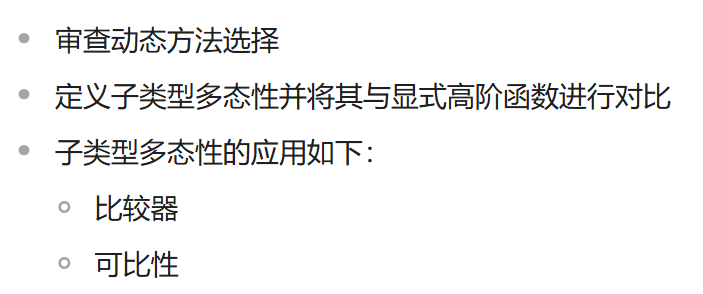 审查动态方法选择
定义子类型多态性并将其与显式高阶函数进行对比
子类型多态性的应用如下：
比较器
可比性